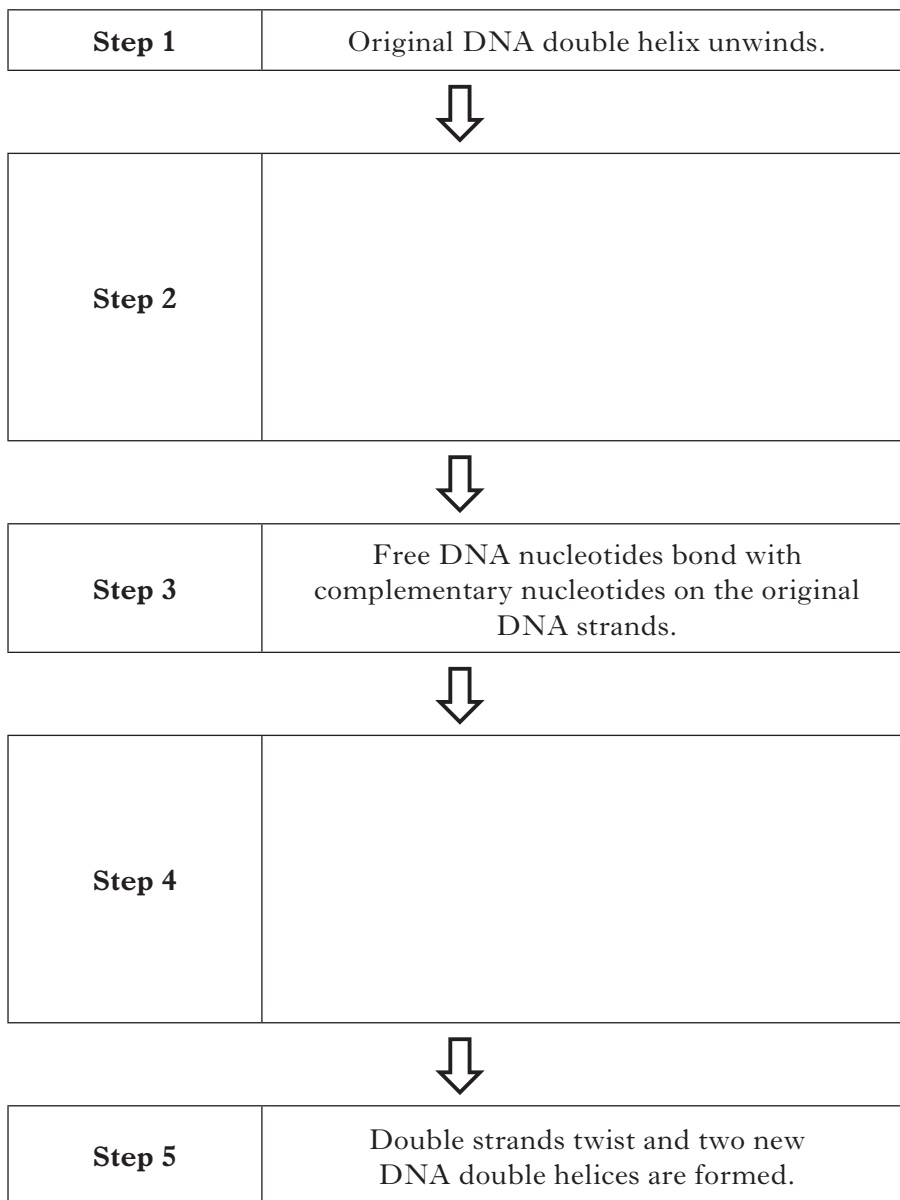 Step 1
Original DNA double helix unwinds.
Step 2
Step 3
Free DNA nucleotides bond with
complementary nucleotides on the original
DNA strands.
Step 4
Step 5
Double strands twist and two new
DNA double helices are formed.